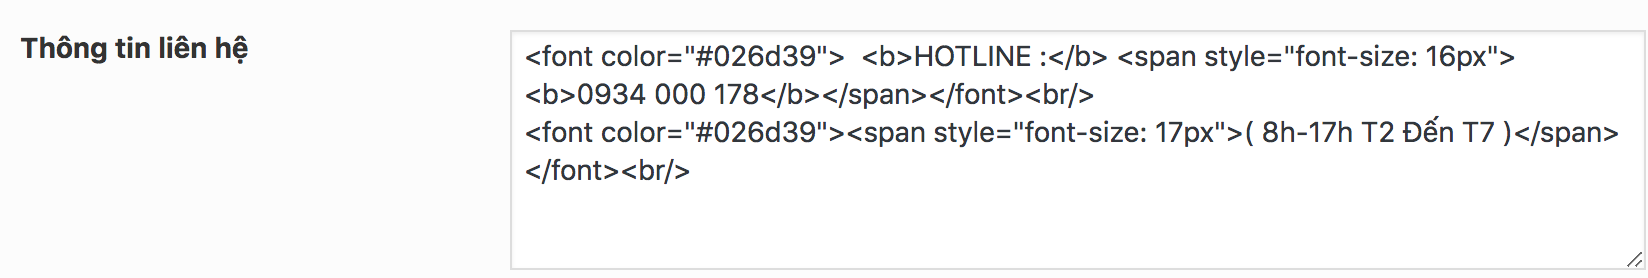 Thông tin liên hệ
<font color="#026d39">  <b>HOTLINE :</b> <span style="font-size: 16px">
<b>0934 000 178</b></span></font><br/>
<font color="#026d39"><span style="font-size: 17px">( 8h-17h T2 Đến T7 )</span>
</font><br/>